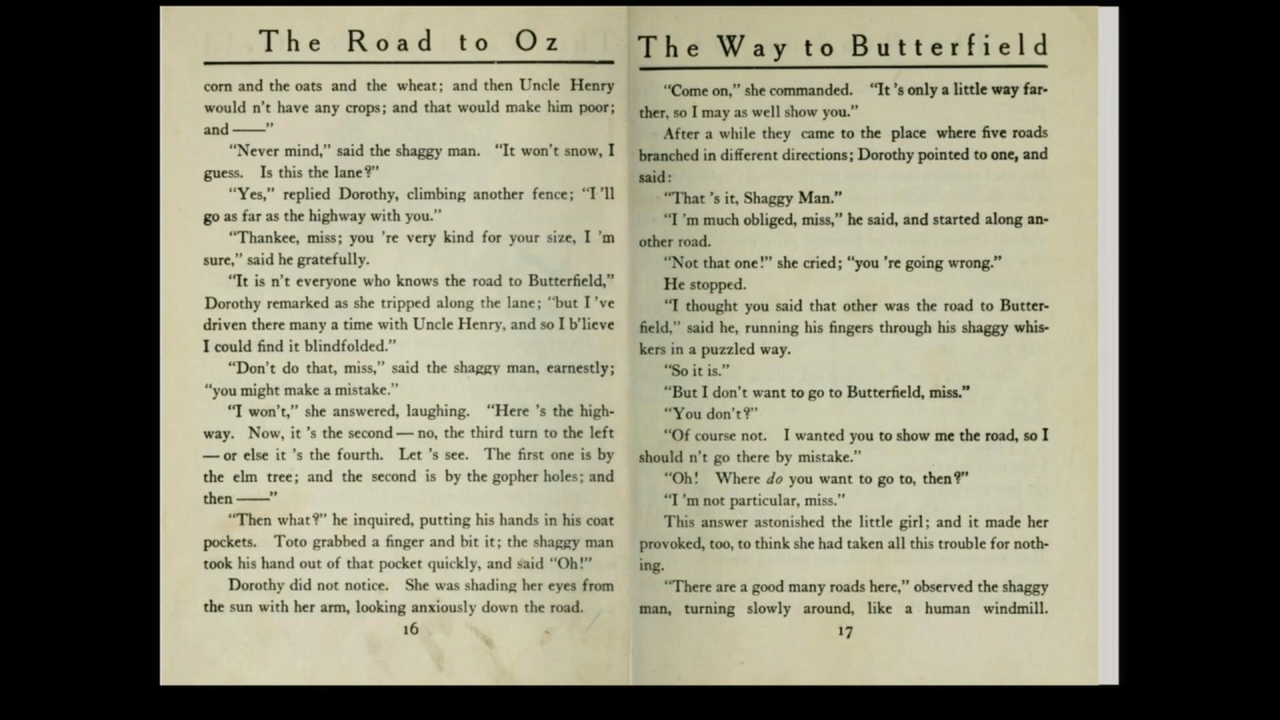 The Road to Oz
corn and the oats and the wheat; and then Uncle Henry
would n't have any crops; and that would make him poor;
and ——"
"Never mind," said the shaggy man. "It won't snow, I
guess. Is this the lane?"
"Yes," replied Dorothy, climbing another fence; "I 'll
go as far as the highway with you."
"Thankee, miss; you 're very kind for your size, I 'm
sure," said he gratefully.
"It is n't everyone who knows the road to Butterfield,"
Dorothy remarked as she tripped along the lane; "but I 've
driven there many a time with Uncle Henry, and so I b'lieve
I could find it blindfolded."
"Don't do that, miss," said the shaggy man, earnestly;
"you might make a mistake."
"I won't," she answered, laughing. "Here 's the high-
way. Now, it 's the second — no, the third turn to the left
— or else it 's the fourth. Let 's see. The first one is by
the elm tree; and the second is by the gopher holes; and
then ——"
"Then what?" he inquired, putting his hands in his coat
pockets. Toto grabbed a finger and bit it; the shaggy man
took his hand out of that pocket quickly, and said "Oh!"
Dorothy did not notice. She was shading her eyes from
the sun with her arm, looking anxiously down the road.
16
The Way to Butterfield
"Come on," she commanded. "It 's only a little way far-
ther, so I may as well show you."
After a while they came to the place where five roads
branched in different directions; Dorothy pointed to one, and
said:
"That 's it, Shaggy Man."
"I 'm much obliged, miss," he said, and started along an-
other road.
"Not that one!" she cried; "you 're going wrong."
He stopped.
"I thought you said that other was the road to Butter-
field," said he, running his fingers through his shaggy whis-
kers in a puzzled way.
"So it is."
"But I don't want to go to Butterfield, miss."
"You don't?"
"Of course not. I wanted you to show me the road, so I
should n't go there by mistake."
"Oh! Where do you want to go to, then?"
"I 'm not particular, miss."
This answer astonished the little girl; and it made her
provoked, too, to think she had taken all this trouble for noth-
ing.
"There are a good many roads here," observed the shaggy
man, turning slowly around, like a human windmill.
17